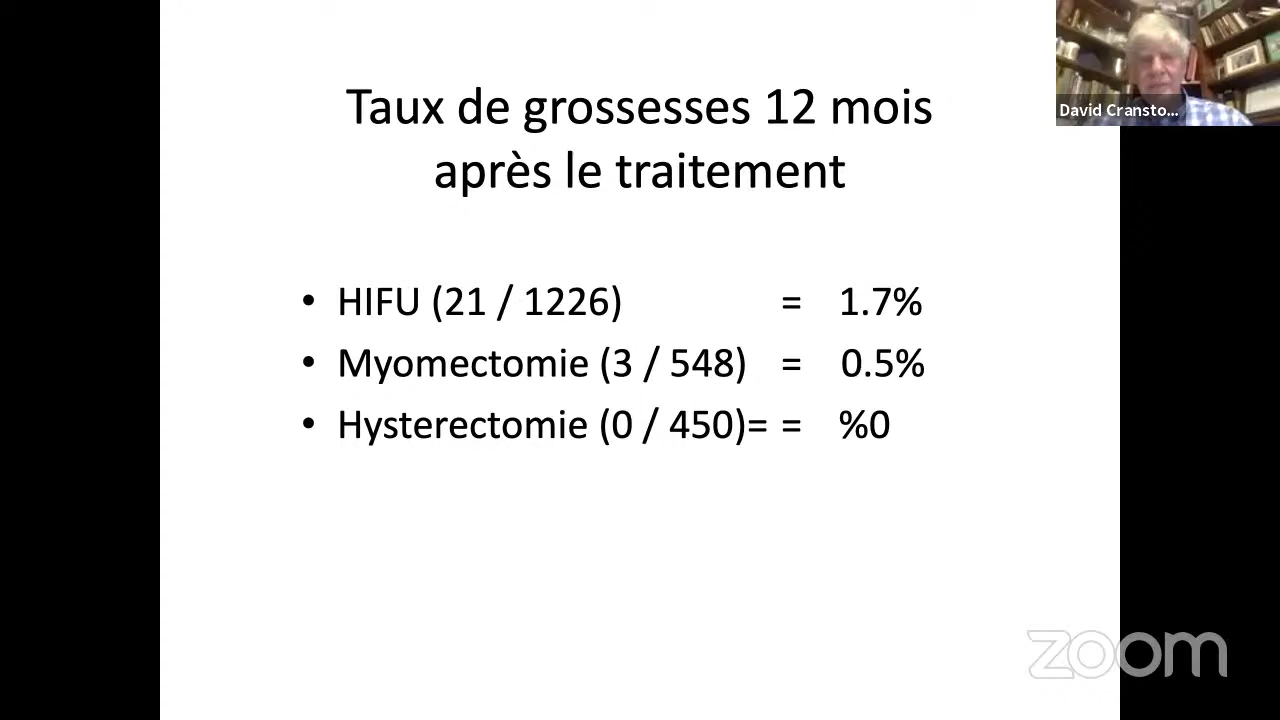 Taux de grossesses 12 mois
après le traitement
• HIFU (21 / 1226) = 1.7%
• Myomectomie (3 / 548) = 0.5%
• Hysterectomie (0 / 450)= = %0
David Cransto...
zoom